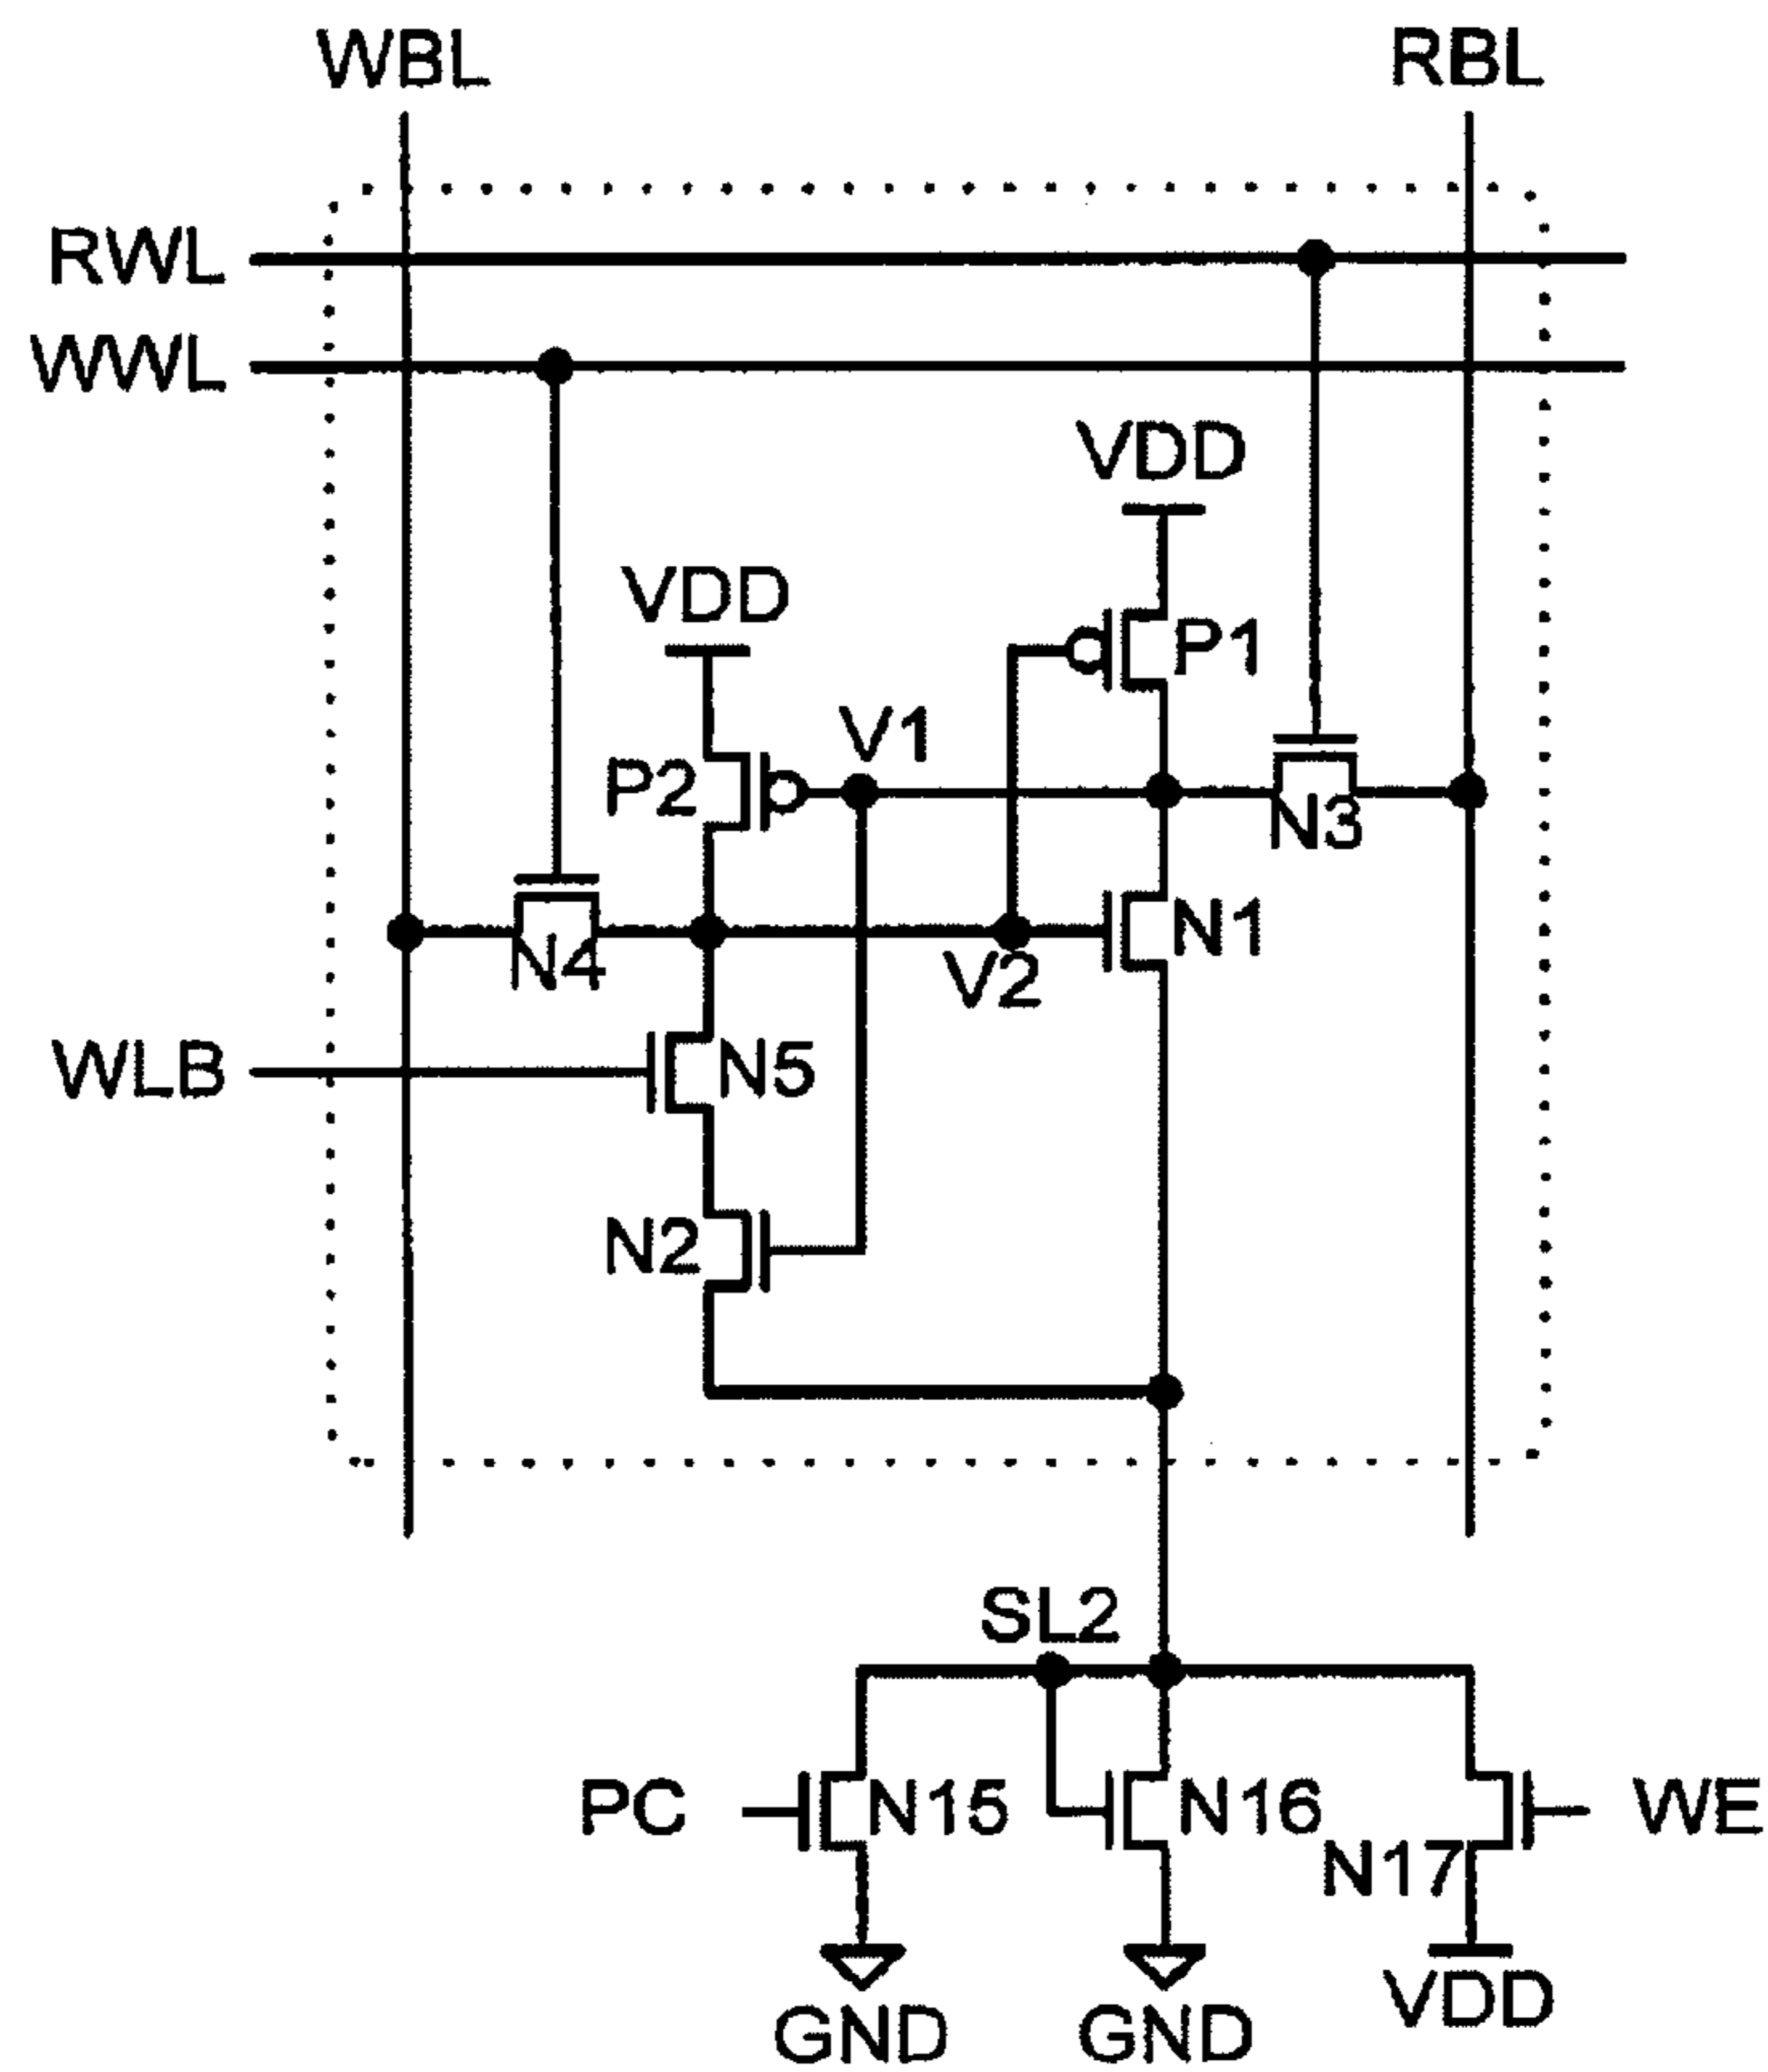 WBL
RBL
RWL
WWL
VDD
VDD
P1
V1
P2
N3
N1
N4
V2
WLB
N5
N2
SL2
PC
N15
N16
WE
N17
VDD
GND
GND